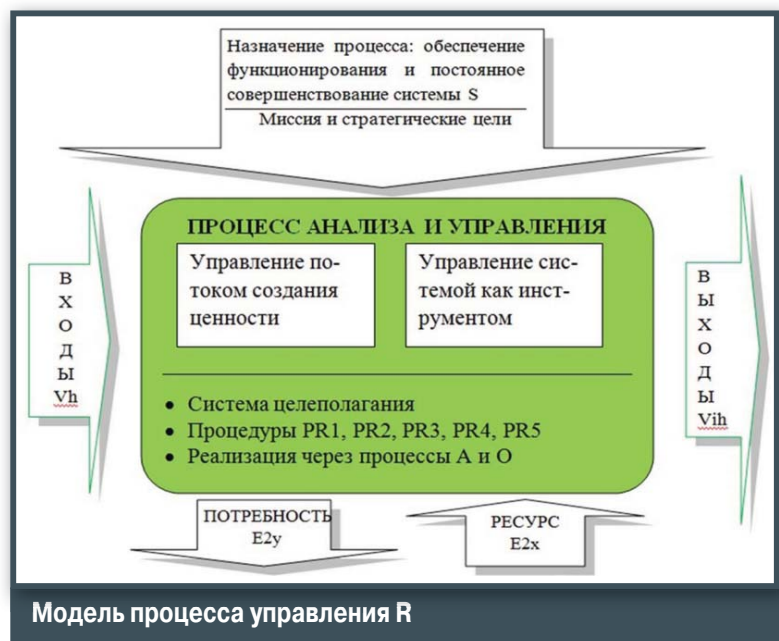 Назначение процесса: обеспечение
функционирования и постоянное
совершенствование системы S
Миссия и стратегические цели
ПРОЦЕСС АНАЛИЗА И УПРАВЛЕНИЯ
Управление по-
током создания
ценности
Управление сис-
темой как инст-
рументом
В
Х
О
Д
Ы
Vh
В
Ы
Х
О
Д
Ы
Vih
• Система целеполагания
• Процедуры PR1, PR2, PR3, PR4, PR5
• Реализация через процессы А и О
ПОТРЕБНОСТЬ
E2y
РЕСУРС
E2x
Модель процесса управления R